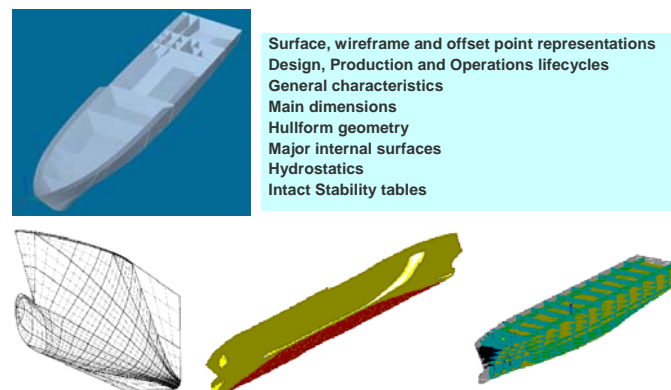 Surface, wireframe and offset point representations
Design, Production and Operations lifecycles
General characteristics
Main dimensions
Hullform geometry
Major internal surfaces
Hydrostatics
Intact Stability tables